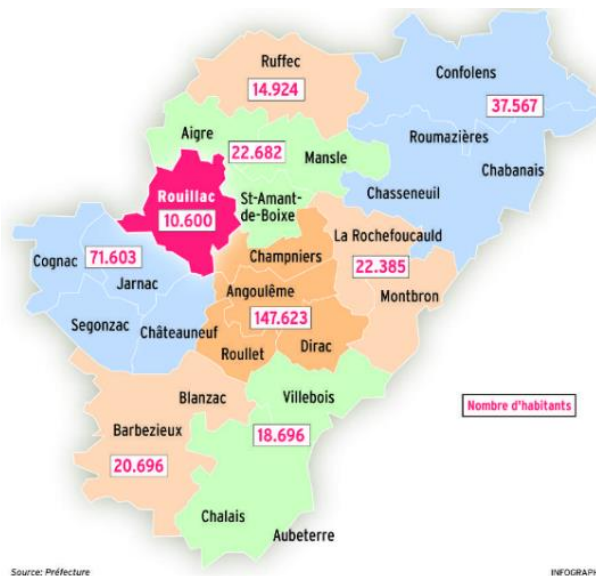 Ruffec
14.924
Confolens
37.567
Aigre
22.682
Mansle
Roumazières
Chabanais
Chasseneuil
Rouillac
10.600
St-Amant-
de-Boixe
La Rochefoucauld
22.385
Montbron
Champniers
Cognac
71.603
Jarnac
Angoulême
147.623
Segonzac
Châteauneuf
Roullet
Dirac
Blanzac
Villebois
Nombre d'habitants
Barbezieux
20.696
18.696
Chalais
Aubeterre
Source: Préfecture
INFOGRAPH